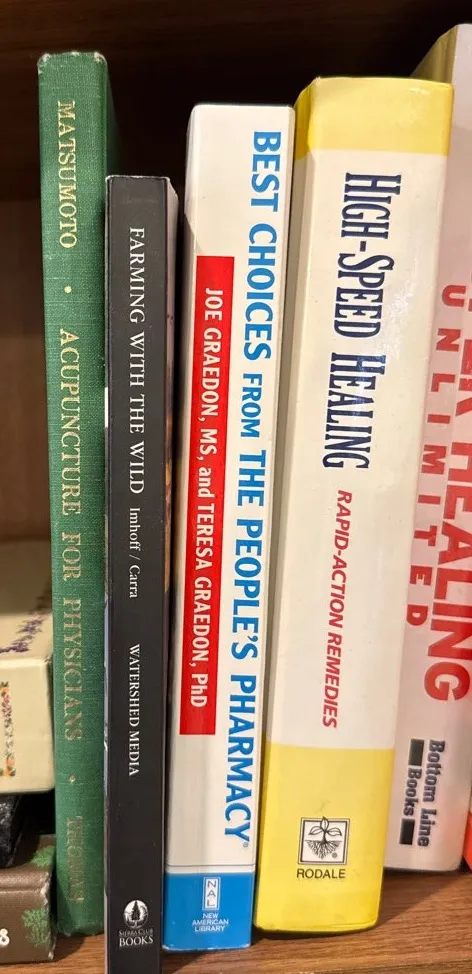 MATSUMOTO • ACUPUNCTURE FOR PHYSICIANS • THOMAS
FARMING WITH THE WILD Imhoff / Carra WATERSHED MEDIA
SIERRA CLUB
BOOKS
BEST CHOICES FROM THE PEOPLE'S PHARMACY®
JOE GRAEDON, MS, and TERESA GRAEDON, PhD
NAL
NEW
AMERICAN
LIBRARY
HIGH-SPEED HEALING RAPID-ACTION REMEDIES
RODALE
HEALING
UNLIMITED
Bottom Line
Books
8